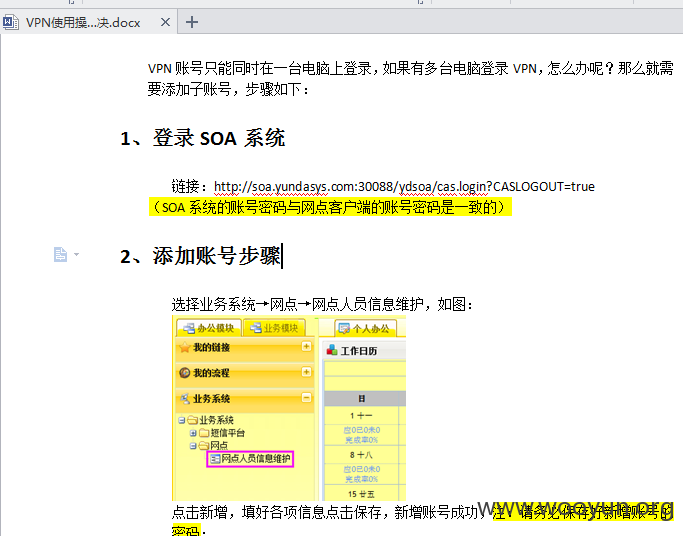 VPN使用操...决.docx
VPN 账号只能同时在一台电脑上登录，如果有多台电脑登录 VPN，怎么办呢？那么就需
要添加子账号，步骤如下：
1、登录 SOA 系统
链接：http://soa.yundasys.com:30088/ydsoa/cas.login?CASLOGOUT=true
（SOA 系统的账号密码与网点客户端的账号密码是一致的）
2、添加账号步骤
选择业务系统→网点→网点人员信息维护，如图：
办公模块 业务模块 个人办公
我的链接
工作日历
我的流程
业务系统
日
业务系统
1 十一
短信平台
应0已0未0
网点
完成率0%
网点人员信息维护
8 十八
应0已0未0
完成率0%
15 廿五
www.wooyun.org
点击新增，填好各项信息点击保存，新增账号成功，注：请务必保存好新增账号的
密码；